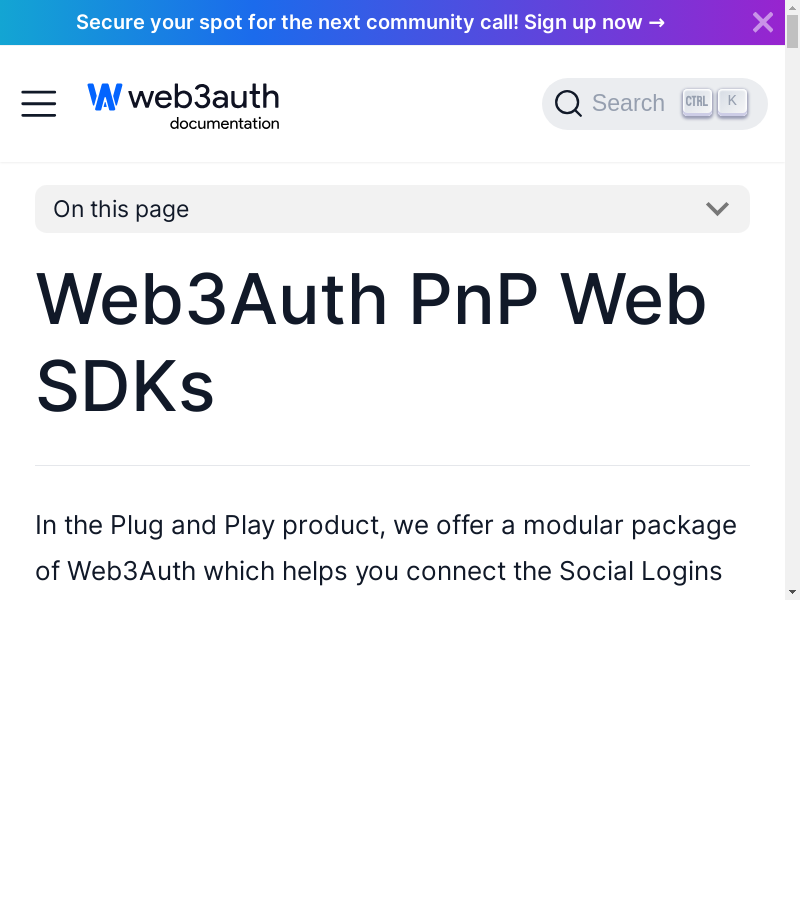 Secure your spot for the next community call! Sign up now →
web3auth
documentation
Search CTRL K
On this page
Web3Auth PnP Web
SDKs
In the Plug and Play product, we offer a modular package
of Web3Auth which helps you connect the Social Logins